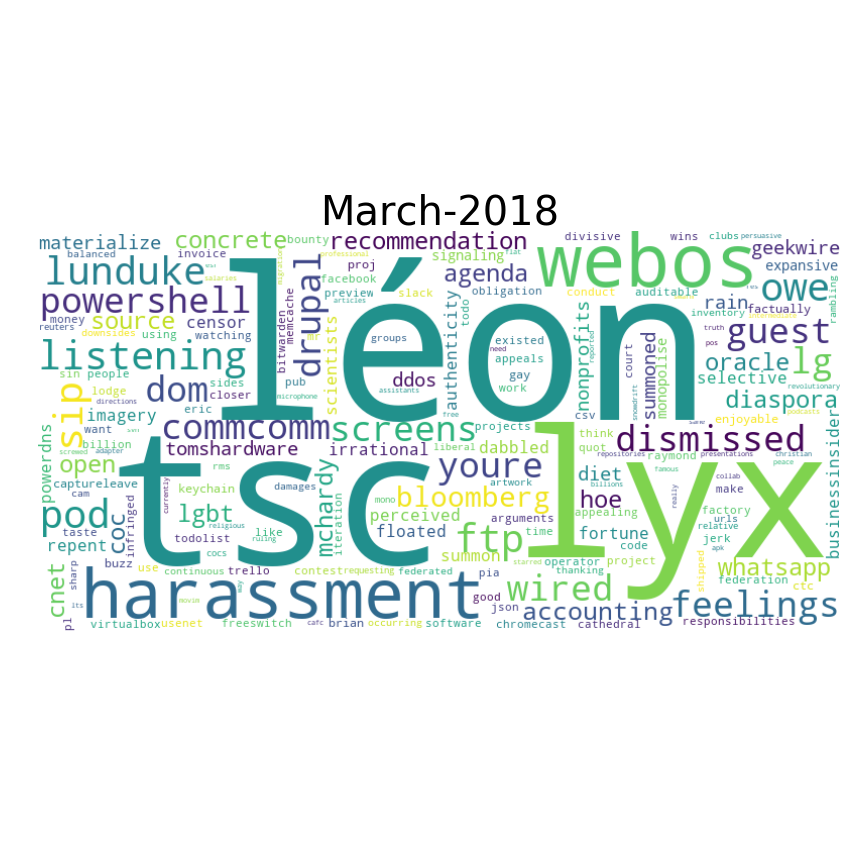 March-2018
materialize concrete bounty recommendation signaling divisive wins clubs persuasive
balanced invoice professional flat geekwire
lunduke léon proj facebook agenda webos expansive
salaries migration preview slack obligation conduct auditable owe
powershell drupal articles rain factually rambling
money source censor memcache groups authenticity todo existed inventory guest
reuters downsides using watching bitwarden mr need appeals nonprofits reported court summoned monopolise truth
listening scientists gay pos oracle lg
sin people sides pub ddos work selective revolutionary
lodge dom closer microphone assistants csv diaspora
directions imagery eric free snowdrift podcasts
sip commcomm screens projects think enjoyable
want tomshardware irrational liberal dabbled quot dismissed
powerdns billion repositories raymond presentations christian
screwed adapter open rms youre artwork diet famous collab peace businessinsider
captureleave keychain damages mono billions really make
cam currently mchardy bloomberg hoe factory
pod coc lgbt perceived arguments appealing urls
taste infringed religious iteration tsc lyx relative
repent todolist like floated ftp time fortune jerk
cocs ruling code apk
buzz summon starred operator project whatsapp
cnet use continuous trello contest requesting federated pia thanking shipped federation
sharp way ctc
lts harassment good wired
movim json accounting feelings
pl virtualbox usenet freeswitch cafc brian occurring software chromecast cathedral responsibilities